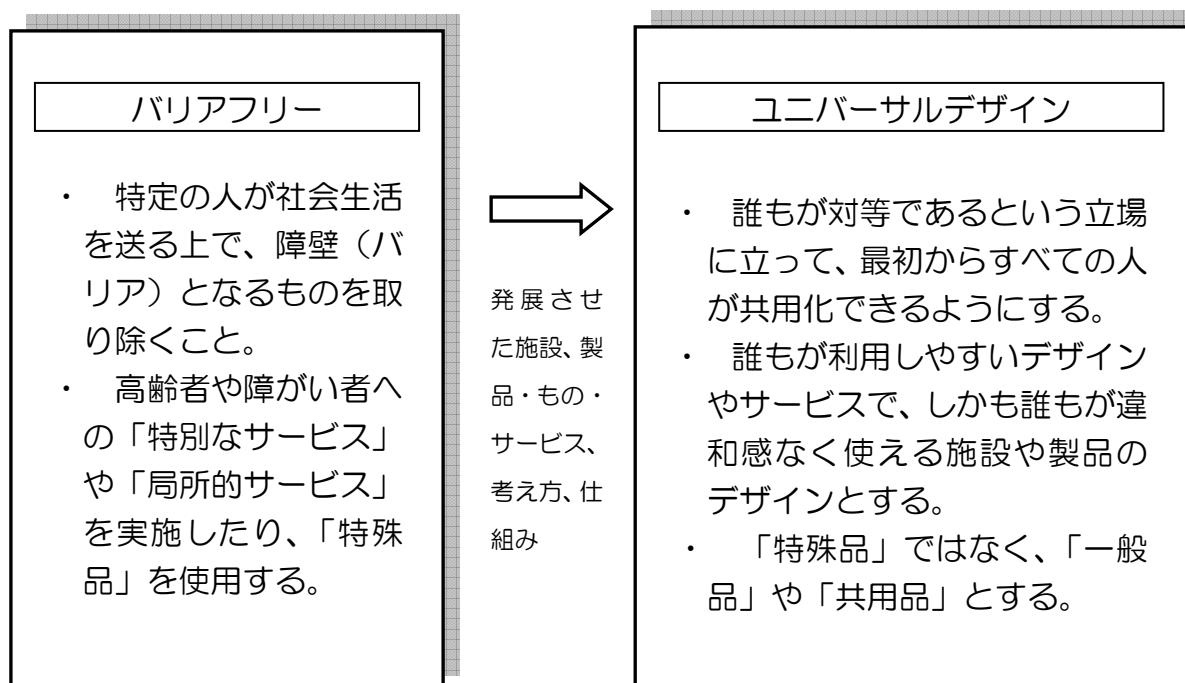 バリアフリー
・　特定の人が社会生活
を送る上で、障壁（バ
リア）となるものを取
り除くこと。
・　高齢者や障がい者へ
の「特別なサービス」
や「局所的サービス」
を実施したり、「特殊
品」を使用する。
発展させ
た施設、製
品・もの・
サービス、
考え方、仕
組み
ユニバーサルデザイン
・　誰もが対等であるという立場
に立って、最初からすべての人
が共用化できるようにする。
・　誰もが利用しやすいデザイン
やサービスで、しかも誰もが違
和感なく使える施設や製品の
デザインとする。
・　「特殊品」ではなく、「一般
品」や「共用品」とする。